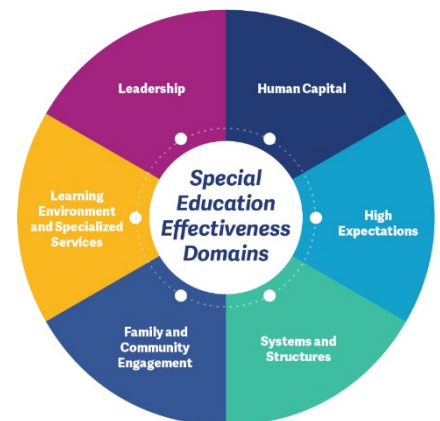 Leadership
Human Capital
Special
Education
Effectiveness
Domains
Learning
Environment
and Specialized
Services
High
Expectations
Family and
Community
Engagement
Systems and
Structures